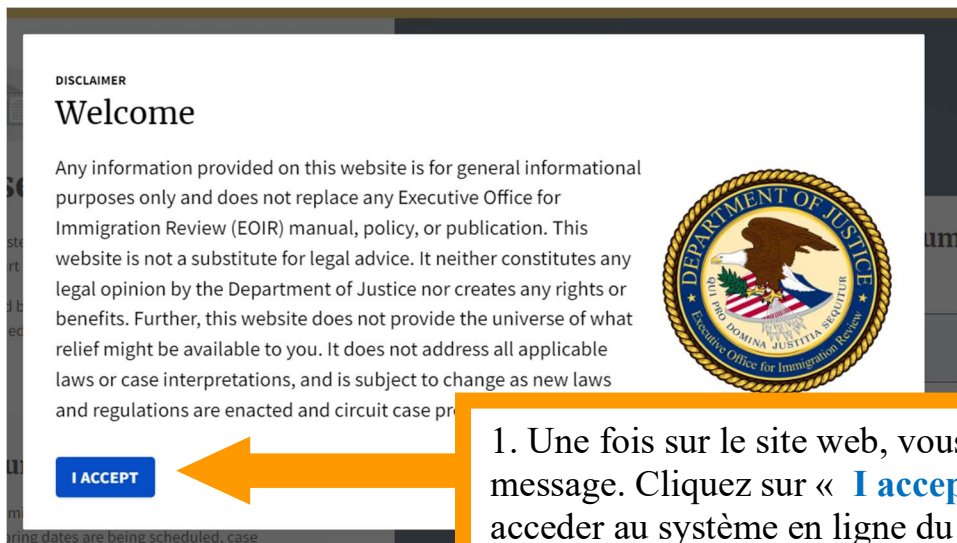 DISCLAIMER
Welcome
Any information provided on this website is for general informational
purposes only and does not replace any Executive Office for
Immigration Review (EOIR) manual, policy, or publication. This
website is not a substitute for legal advice. It neither constitutes any
legal opinion by the Department of Justice nor creates any rights or
benefits. Further, this website does not provide the universe of what
relief might be available to you. It does not address all applicable
laws or case interpretations, and is subject to change as new laws
and regulations are enacted and circuit case
DEPARTMENT OF JUSTICE
QUI PRO DOMINA JUSTITIA SEQUITUR
Executive Office for Immigration Review
I ACCEPT
1. Une fois sur le site web, vous
message. Cliquez sur « I accep
acceder au système en ligne du
dates are being scheduled, case